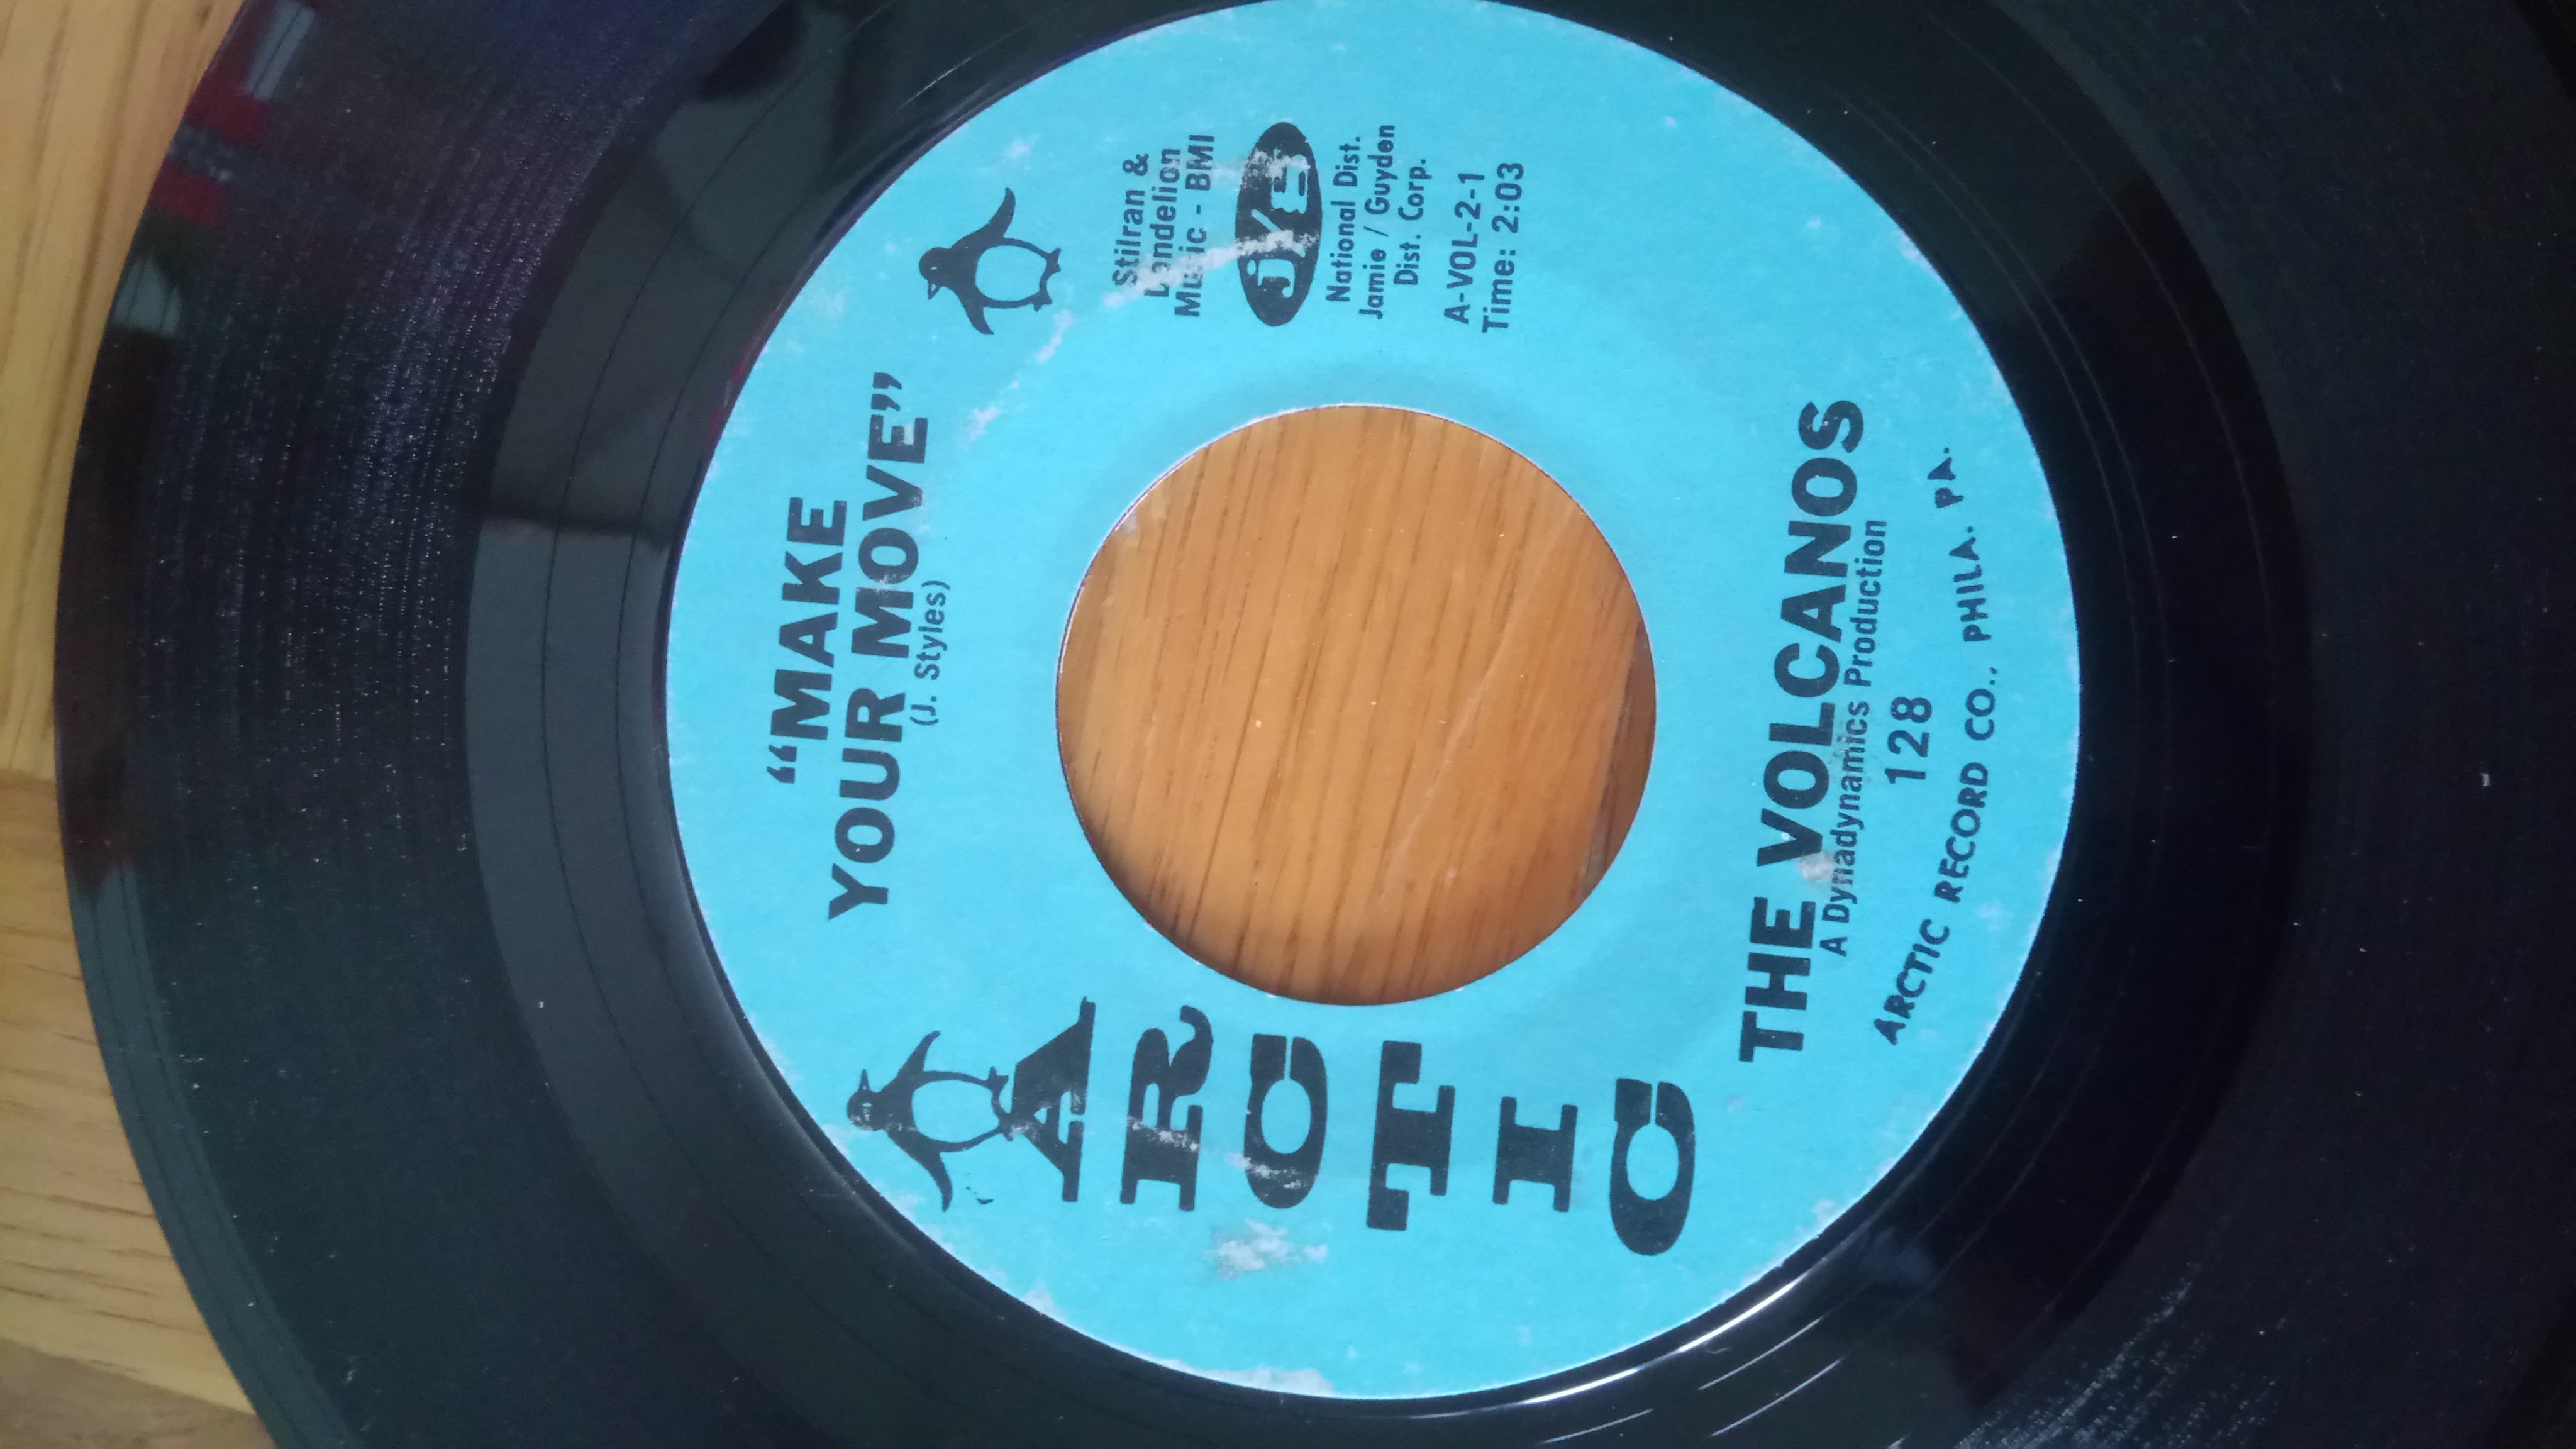 ARCTIC
“MAKE
YOUR MOVE”
(J. Styles)
Stilran &
Dandelion
Music - BMI
National Dist.
Jamie / Guyden
Dist. Corp.
A-VOL-2-1
Time: 2:03
THE VOLCANOS
A Dynadynamics Production
128
ARCTIC RECORD CO., PHILA. PA.